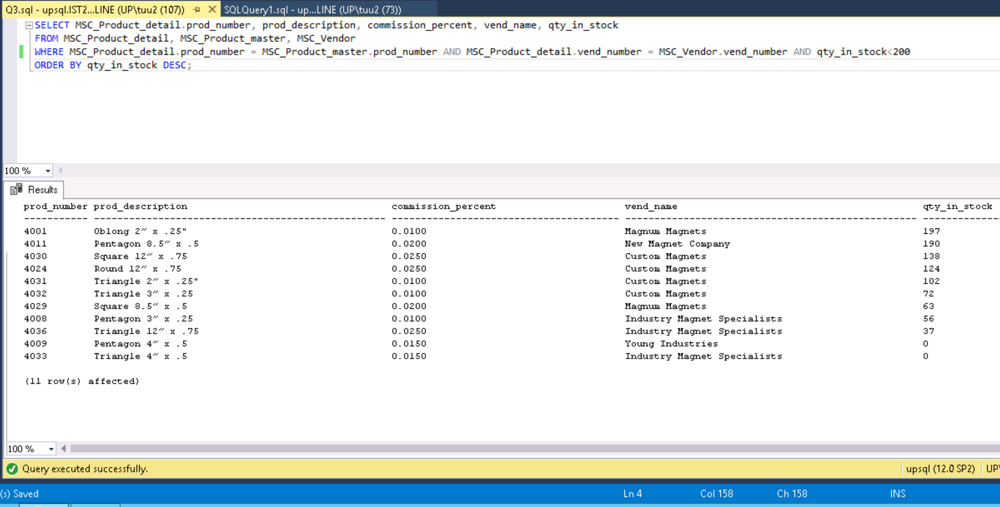 Q3.sql - upsql.IST2...LINE (UP\tuu2 (107)) SQLQuery1.sql - up...LINE (UP\tuu2 (73))
SELECT MSC_Product_detail.prod_number, prod_description, commission_percent, vend_name, qty_in_stock
FROM MSC_Product_detail, MSC_Product_master, MSC_Vendor
WHERE MSC_Product_detail.prod_number = MSC_Product_master.prod_number AND MSC_Product_detail.vend_number = MSC_Vendor.vend_number AND qty_in_stock<200
ORDER BY qty_in_stock DESC;
100 %
Results
prod_number prod_description commission_percent vend_name qty_in_stock
4001 Oblong 2″ x .25" 0.0100 Magnum Magnets 197
4011 Pentagon 8.5″ x .5 0.0200 New Magnet Company 190
4030 Square 12″ x .75 0.0250 Custom Magnets 138
4024 Round 12″ x .75 0.0250 Custom Magnets 124
4031 Triangle 2″ x .25" 0.0100 Custom Magnets 102
4032 Triangle 3″ x .25 0.0100 Custom Magnets 72
4029 Square 8.5″ x .5 0.0200 Magnum Magnets 63
4008 Pentagon 3″ x .25 0.0100 Industry Magnet Specialists 56
4036 Triangle 12″ x .75 0.0250 Industry Magnet Specialists 37
4009 Pentagon 4″ x .5 0.0150 Young Industries 0
4033 Triangle 4″ x .5 0.0150 Industry Magnet Specialists 0
(11 row(s) affected)
100 %
Query executed successfully. upsql (12.0 SP2) UP
(s) Saved Ln 4 Col 158 Ch 158 INS